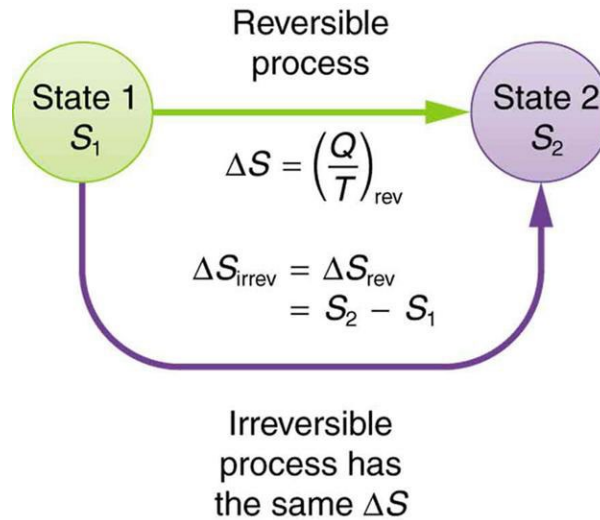 Reversible
process
State 1
S₁
State 2
S₂
ΔS = (Q/T)rev
ΔSirrev = ΔSrev
= S₂ − S₁
Irreversible
process has
the same ΔS